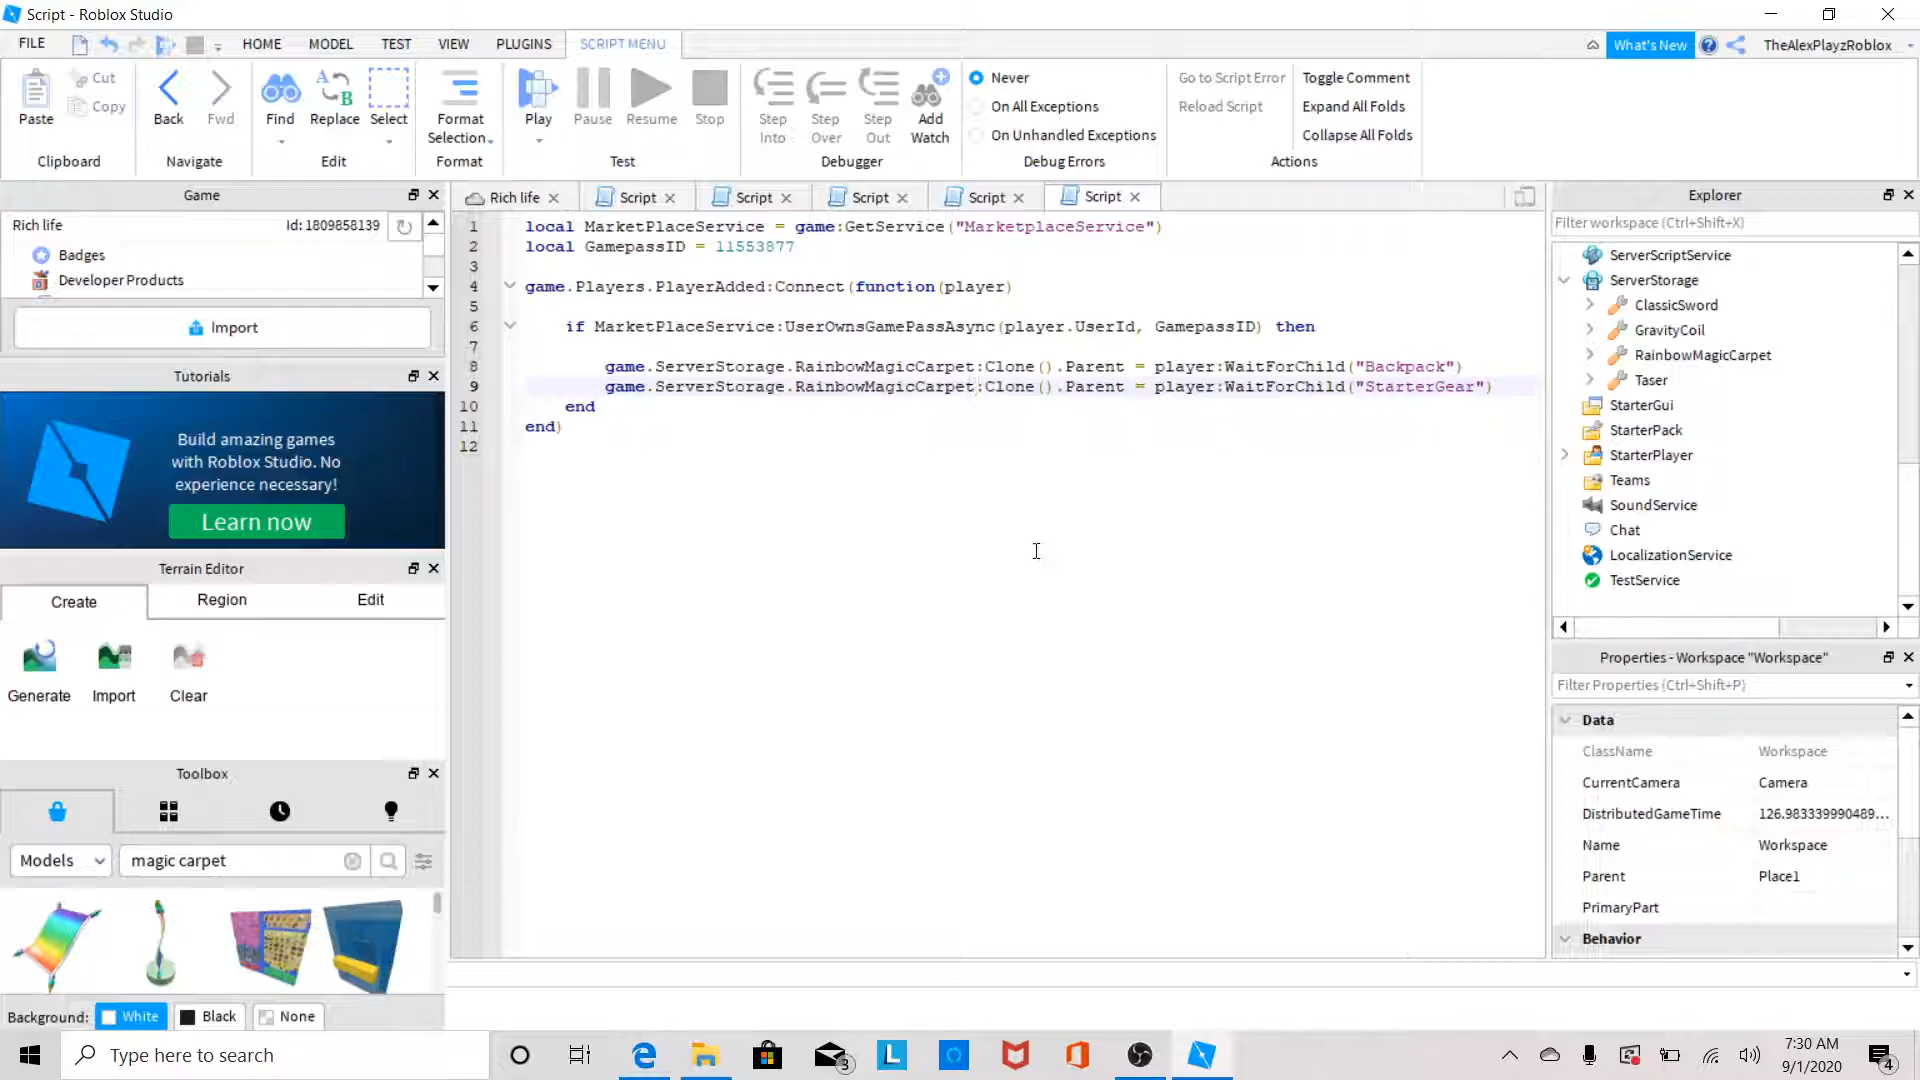 Script - Roblox Studio
FILE
HOME
MODEL
TEST
VIEW
PLUGINS
SCRIPT MENU
What's New
TheAlexPlayzRoblox
Paste
Cut
Copy
Clipboard
Back
Fwd
Navigate
Find
Replace
Select
Edit
Format
Selection
Format
Play
Pause
Resume
Stop
Test
Step
Into
Step
Over
Step
Out
Add
Watch
Debugger
Never
On All Exceptions
On Unhandled Exceptions
Debug Errors
Go to Script Error
Reload Script
Toggle Comment
Expand All Folds
Collapse All Folds
Actions
Game
Rich life
Id: 1809858139
Badges
Developer Products
Import
Tutorials
Build amazing games
with Roblox Studio. No
experience necessary!
Learn now
Terrain Editor
Create
Region
Edit
Generate
Import
Clear
Toolbox
Models
magic carpet
Background:
White
Black
None
Rich life
Script
Script
Script
Script
Script
1 local MarketPlaceService = game:GetService("MarketplaceService")
2 local GamepassID = 11553877
3
4 game.Players.PlayerAdded:Connect(function(player)
5
6 if MarketPlaceService:UserOwnsGamePassAsync(player.UserId, GamepassID) then
7
8 game.ServerStorage.RainbowMagicCarpet:Clone().Parent = player:WaitForChild("Backpack")
9 game.ServerStorage.RainbowMagicCarpet:Clone().Parent = player:WaitForChild("StarterGear")
10 end
11 end)
12
Explorer
Filter workspace (Ctrl+Shift+X)
ServerScriptService
ServerStorage
ClassicSword
GravityCoil
RainbowMagicCarpet
Taser
StarterGui
StarterPack
StarterPlayer
Teams
SoundService
Chat
LocalizationService
TestService
Properties - Workspace "Workspace"
Filter Properties (Ctrl+Shift+P)
Data
ClassName Workspace
CurrentCamera Camera
DistributedGameTime 126.983339990489...
Name Workspace
Parent Place1
PrimaryPart
Behavior
Type here to search
3
L
7:30 AM
9/1/2020
4